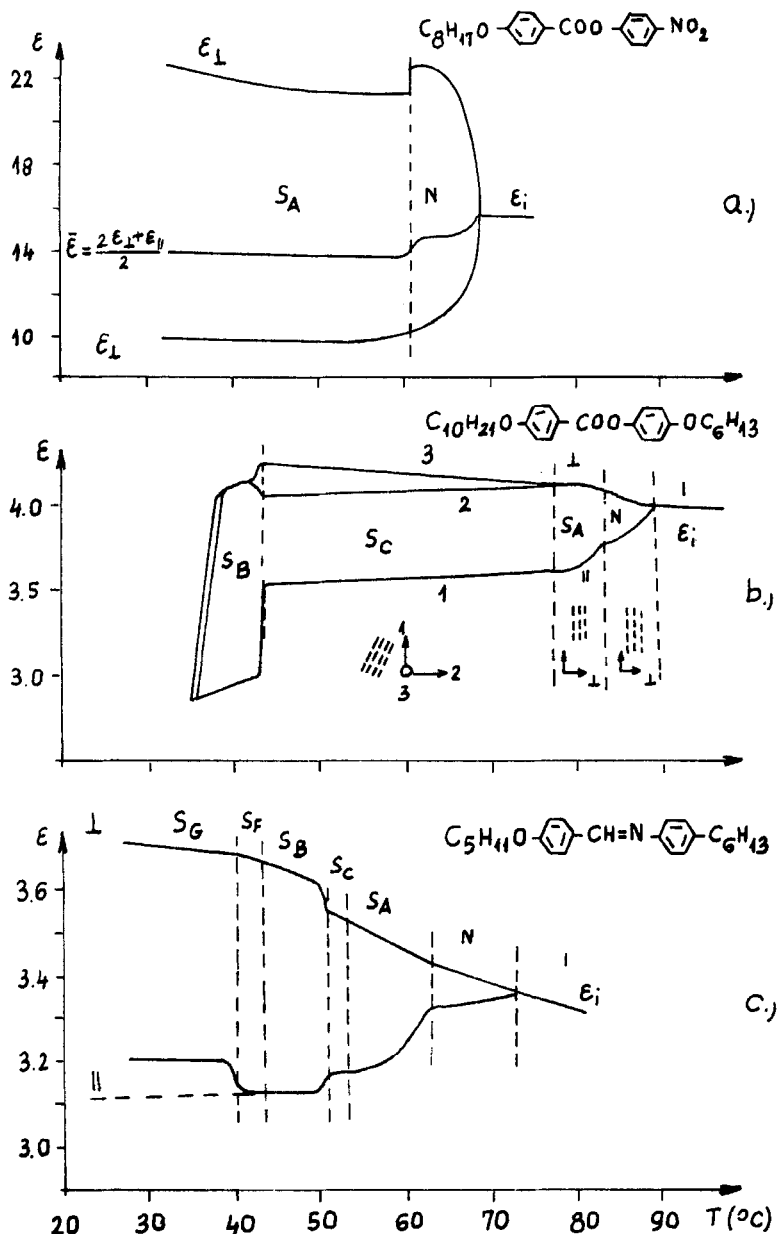 C8H17O COO NO2
ε
22
ε⊥
18
SA
N
εi
a.)
ε̄ = 2ε⊥+ε||
2
14
10
ε⊥
C10H21O COO OC6H13
ε
3
⊥
I
4.0
2
SA
N
εi
SB
SC
3.5
1
||
b.)
1
2
3
⊥
⊥
3.0
⊥
ε
SG
SF
SB
SC
SA
N
I
C5H11O CH=N C6H13
3.6
3.4
εi
c.)
3.2
||
3.0
20 30 40 50 60 70 80 90 T(°C)